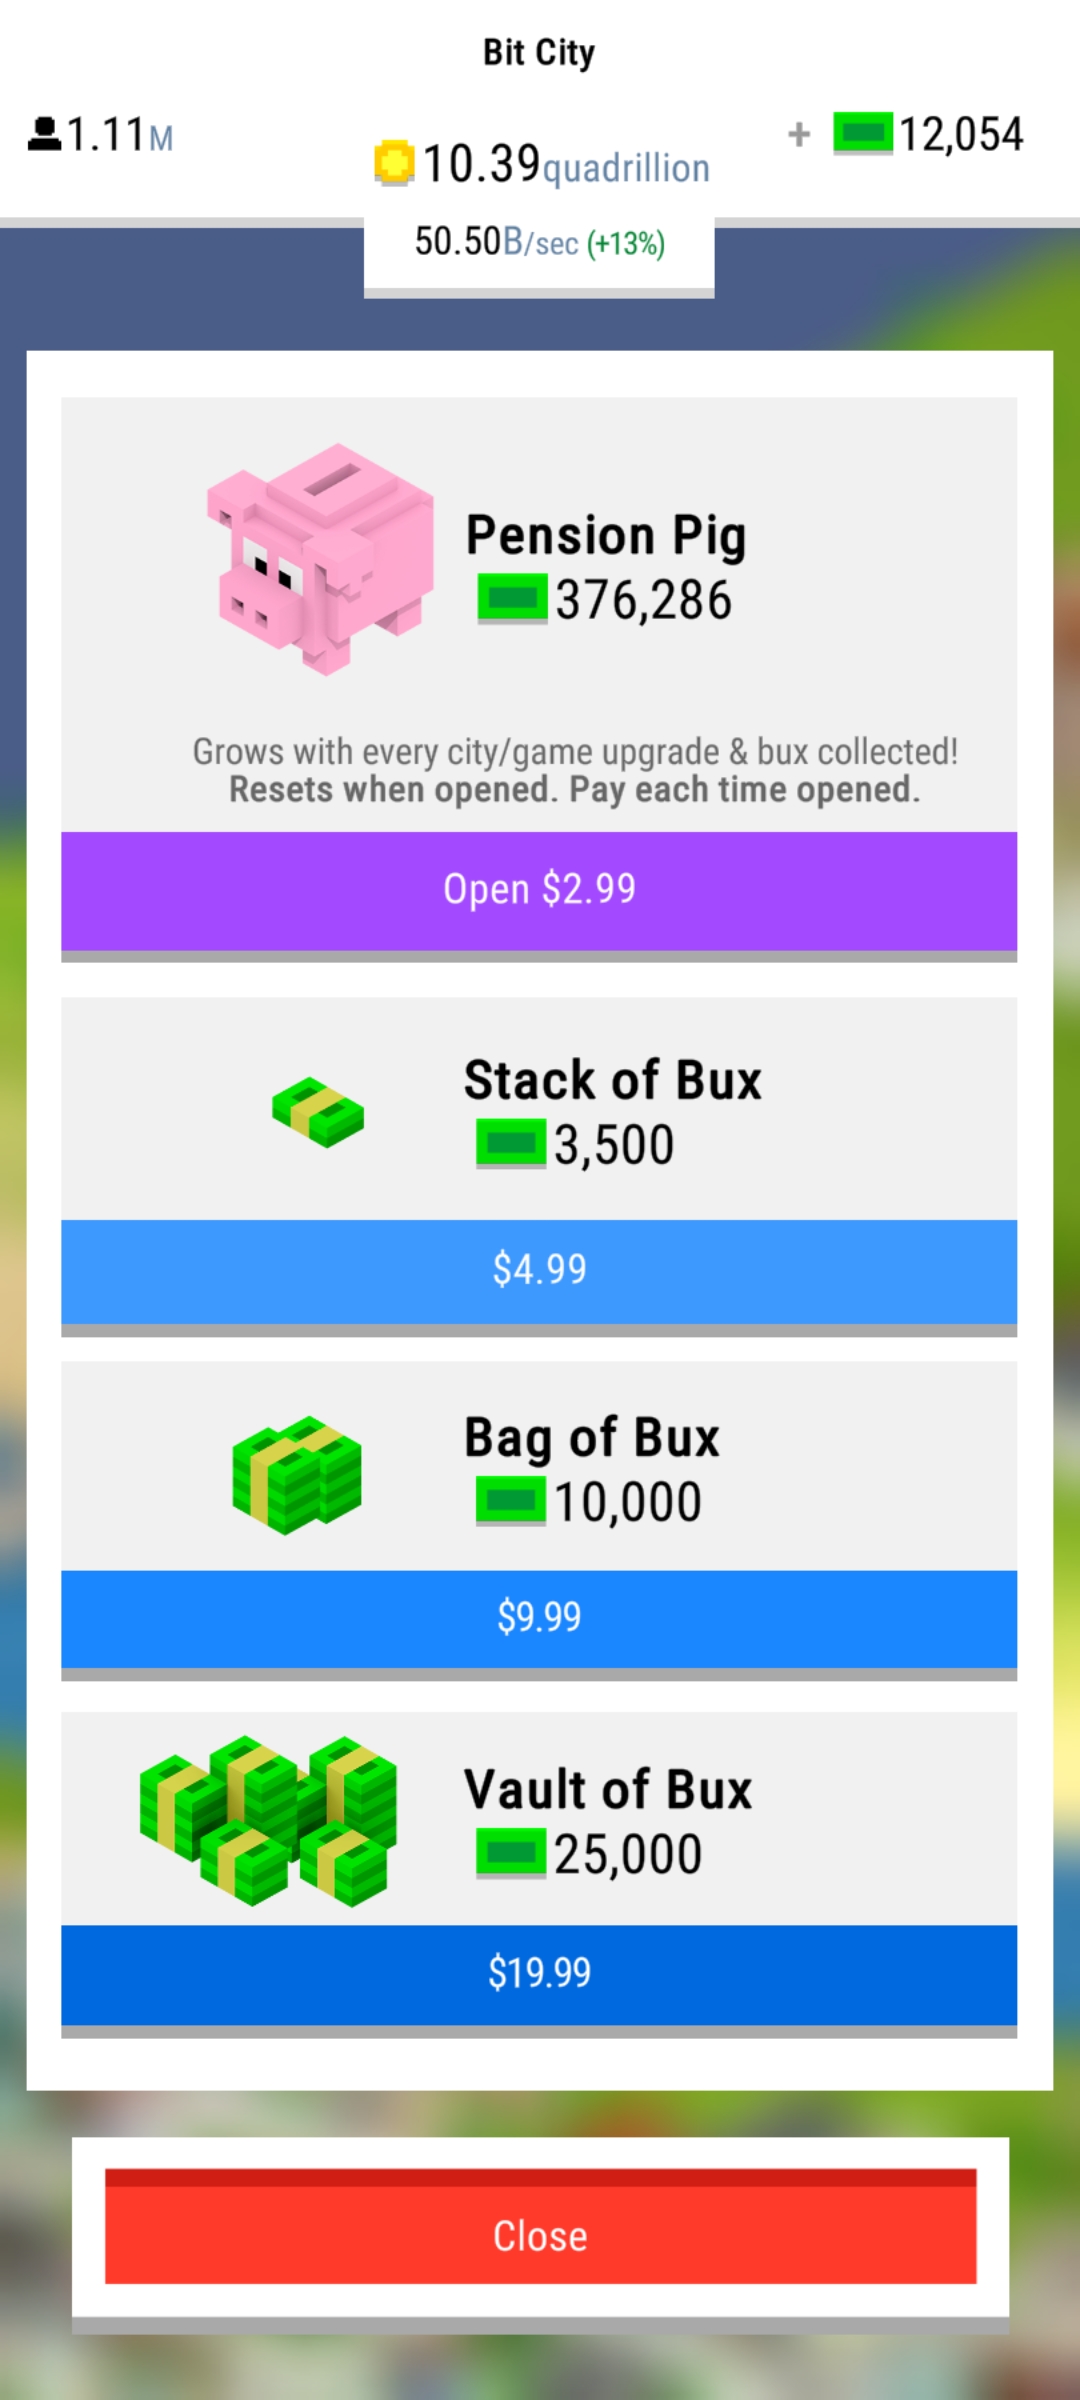 Bit City
1.11M
10.39quadrillion
+ 12,054
50.50B/sec (+13%)
Pension Pig
376,286
Grows with every city/game upgrade & bux collected!
Resets when opened. Pay each time opened.
Open $2.99
Stack of Bux
3,500
$4.99
Bag of Bux
10,000
$9.99
Vault of Bux
25,000
$19.99
Close